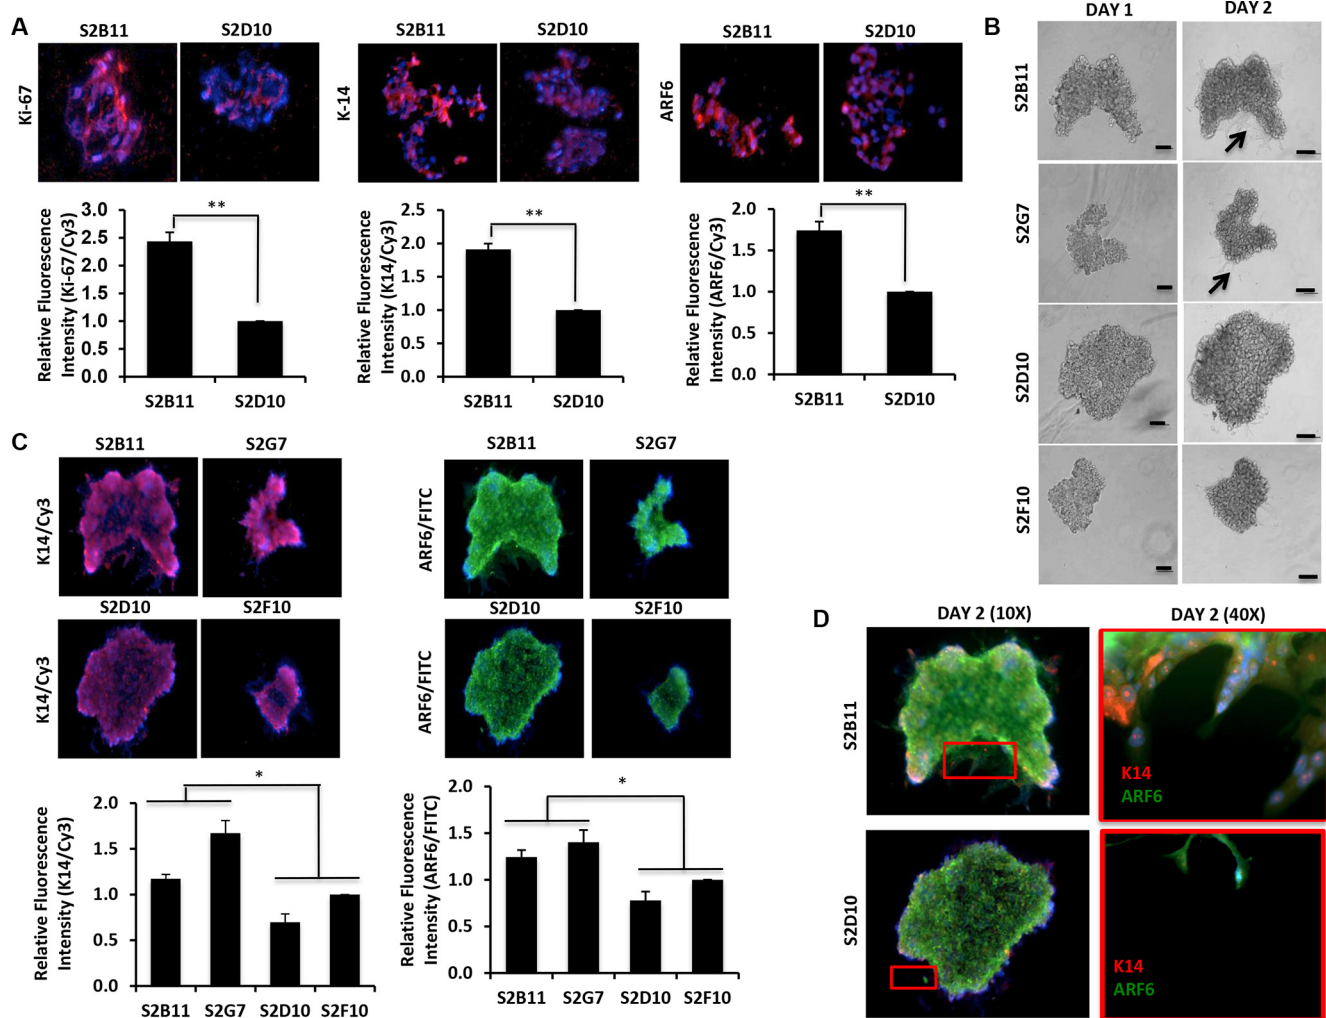 A
S2B11 S2D10
Ki-67
S2B11 S2D10
K-14
S2B11 S2D10
ARF6
Relative Fluorescence
Intensity (Ki-67/Cy3)
3.0
2.5
2.0
1.5
1.0
0.5
0.0
**
S2B11 S2D10
Relative Fluorescence
Intensity (K14/Cy3)
2.5
2.0
1.5
1.0
0.5
0.0
**
S2B11 S2D10
Relative Fluorescence
Intensity (ARF6/Cy3)
2.0
1.5
1.0
0.5
0.0
**
S2B11 S2D10
B
DAY 1 DAY 2
S2B11
S2G7
S2D10
S2F10
C
S2B11 S2G7
K14/Cy3
S2D10 S2F10
K14/Cy3
S2B11 S2G7
ARF6/FITC
S2D10 S2F10
ARF6/FITC
Relative Fluorescence
Intensity (K14/Cy3)
2.0
1.5
1.0
0.5
0.0
*
S2B11 S2G7 S2D10 S2F10
Relative Fluorescence
Intensity (ARF6/FITC)
2.0
1.5
1.0
0.5
0.0
*
S2B11 S2G7 S2D10 S2F10
D
DAY 2 (10X) DAY 2 (40X)
S2B11
K14
ARF6
S2D10
K14
ARF6